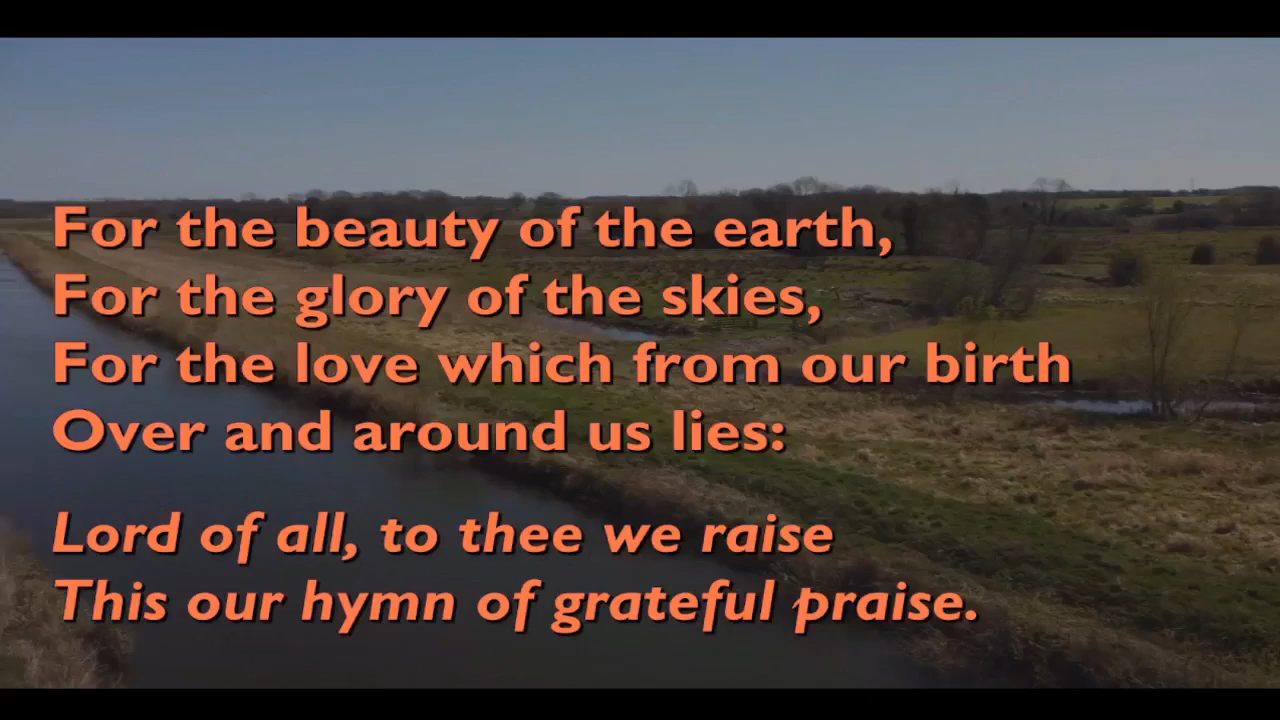 For the beauty of the earth,
For the glory of the skies,
For the love which from our birth
Over and around us lies:
Lord of all, to thee we raise
This our hymn of grateful praise.